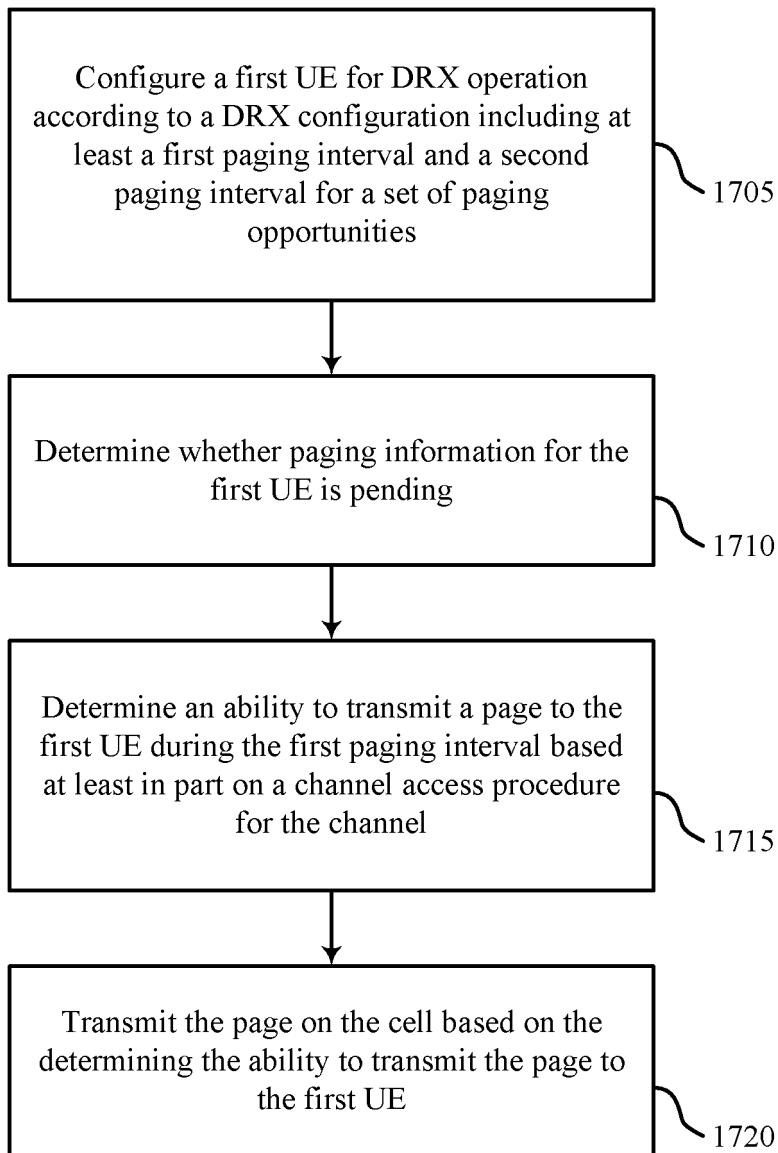 Configure a first UE for DRX operation
according to a DRX configuration including at
least a first paging interval and a second
paging interval for a set of paging
opportunities
1705
Determine whether paging information for the
first UE is pending
1710
Determine an ability to transmit a page to the
first UE during the first paging interval based
at least in part on a channel access procedure
for the channel
1715
Transmit the page on the cell based on the
determining the ability to transmit the page to
the first UE
1720